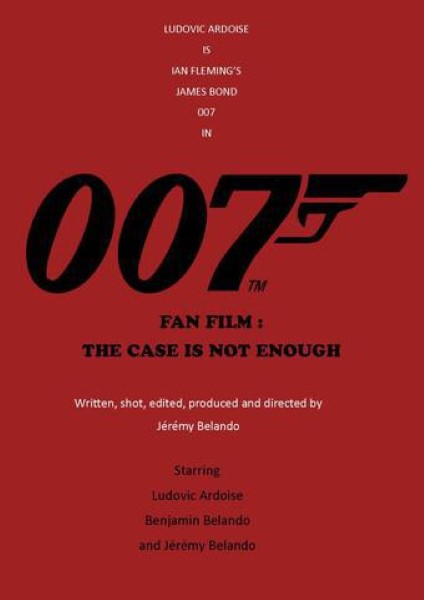 LUDOVIC ARDOISE
IS
IAN FLEMING'S
JAMES BOND
007
IN
007
TM
FAN FILM :
THE CASE IS NOT ENOUGH
Written, shot, edited, produced and directed by
Jérémy Belando
Starring
Ludovic Ardoise
Benjamin Belando
and Jérémy Belando